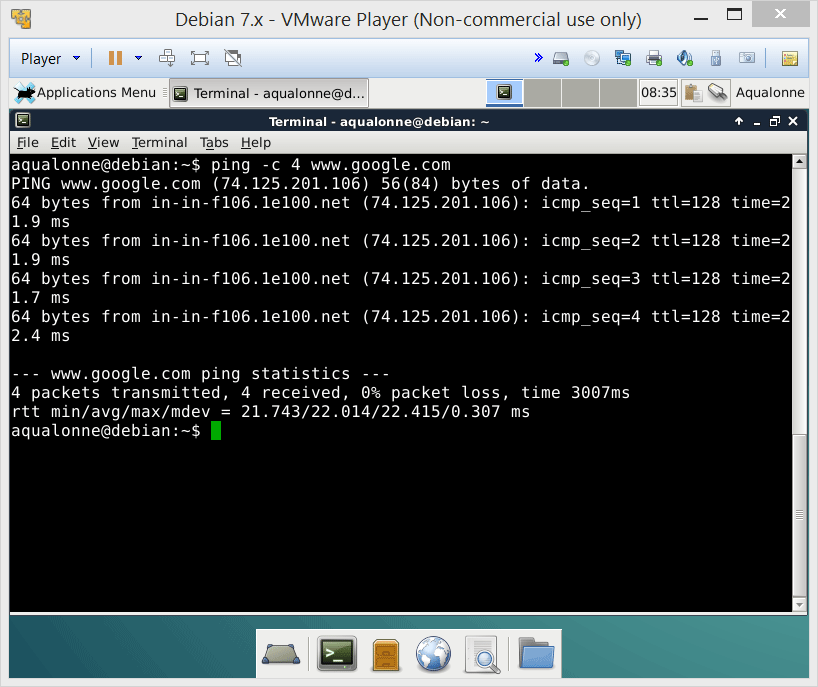 Debian 7.x - VMware Player (Non-commercial use only)
Player
Applications Menu
Terminal - aqualonne@d...
08:35
Aqualonne
Terminal - aqualonne@debian: ~
File Edit View Terminal Tabs Help
aqualonne@debian:~$ ping -c 4 www.google.com
PING www.google.com (74.125.201.106) 56(84) bytes of data.
64 bytes from in-in-f106.1e100.net (74.125.201.106): icmp_seq=1 ttl=128 time=2
1.9 ms
64 bytes from in-in-f106.1e100.net (74.125.201.106): icmp_seq=2 ttl=128 time=2
1.9 ms
64 bytes from in-in-f106.1e100.net (74.125.201.106): icmp_seq=3 ttl=128 time=2
1.7 ms
64 bytes from in-in-f106.1e100.net (74.125.201.106): icmp_seq=4 ttl=128 time=2
2.4 ms

--- www.google.com ping statistics ---
4 packets transmitted, 4 received, 0% packet loss, time 3007ms
rtt min/avg/max/mdev = 21.743/22.014/22.415/0.307 ms
aqualonne@debian:~$